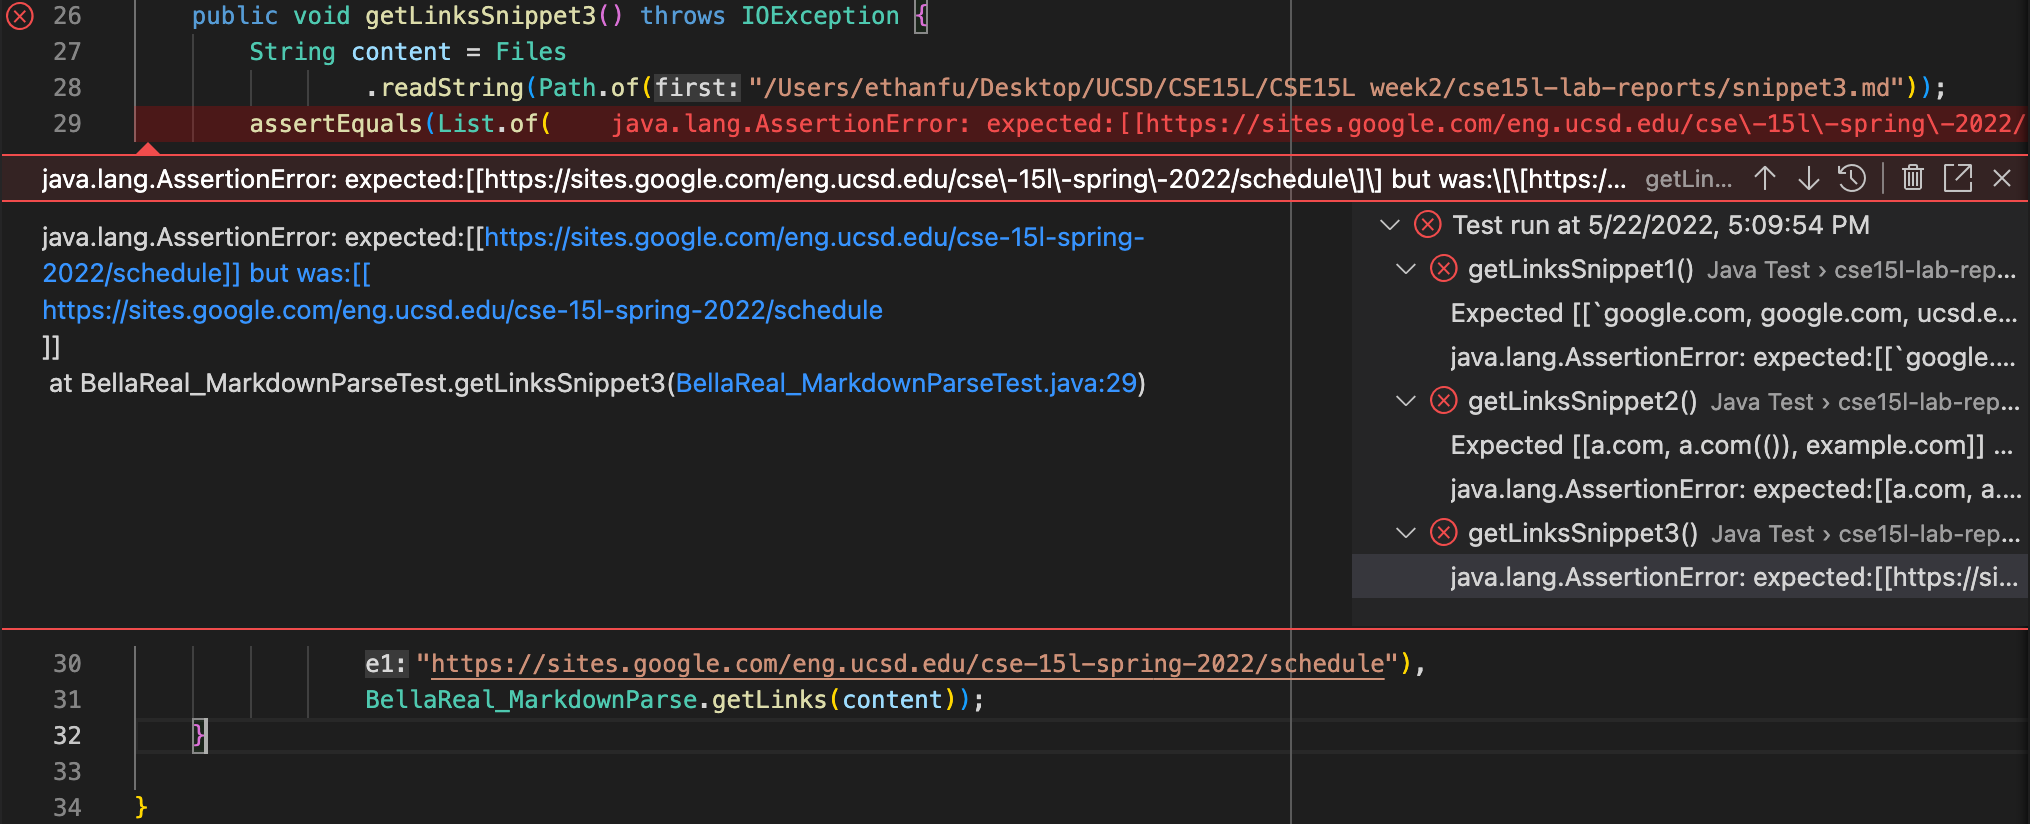 26 public void getLinksSnippet3() throws IOException {
27 String content = Files
28 .readString(Path.of(first: "/Users/ethanfu/Desktop/UCSD/CSE15L/CSE15L week2/cse15l-lab-reports/snippet3.md"));
29 assertEquals(List.of( java.lang.AssertionError: expected:[[https://sites.google.com/eng.ucsd.edu/cse\-15l\-spring\-2022/
java.lang.AssertionError: expected:[[https://sites.google.com/eng.ucsd.edu/cse\-15l\-spring\-2022/schedule\]\] but was:\[\[https:/... getLin...
java.lang.AssertionError: expected:[[https://sites.google.com/eng.ucsd.edu/cse-15l-spring-
2022/schedule]] but was:[[
https://sites.google.com/eng.ucsd.edu/cse-15l-spring-2022/schedule
]]
at BellaReal_MarkdownParseTest.getLinksSnippet3(BellaReal_MarkdownParseTest.java:29)
Test run at 5/22/2022, 5:09:54 PM
getLinksSnippet1() Java Test › cse15l-lab-rep...
Expected [[`google.com, google.com, ucsd.e...
java.lang.AssertionError: expected:[[`google....
getLinksSnippet2() Java Test › cse15l-lab-rep...
Expected [[a.com, a.com(()), example.com]] ...
java.lang.AssertionError: expected:[[a.com, a....
getLinksSnippet3() Java Test › cse15l-lab-rep...
java.lang.AssertionError: expected:[[https://si...
30 e1: "https://sites.google.com/eng.ucsd.edu/cse-15l-spring-2022/schedule"),
31 BellaReal_MarkdownParse.getLinks(content));
32 }
33
34 }